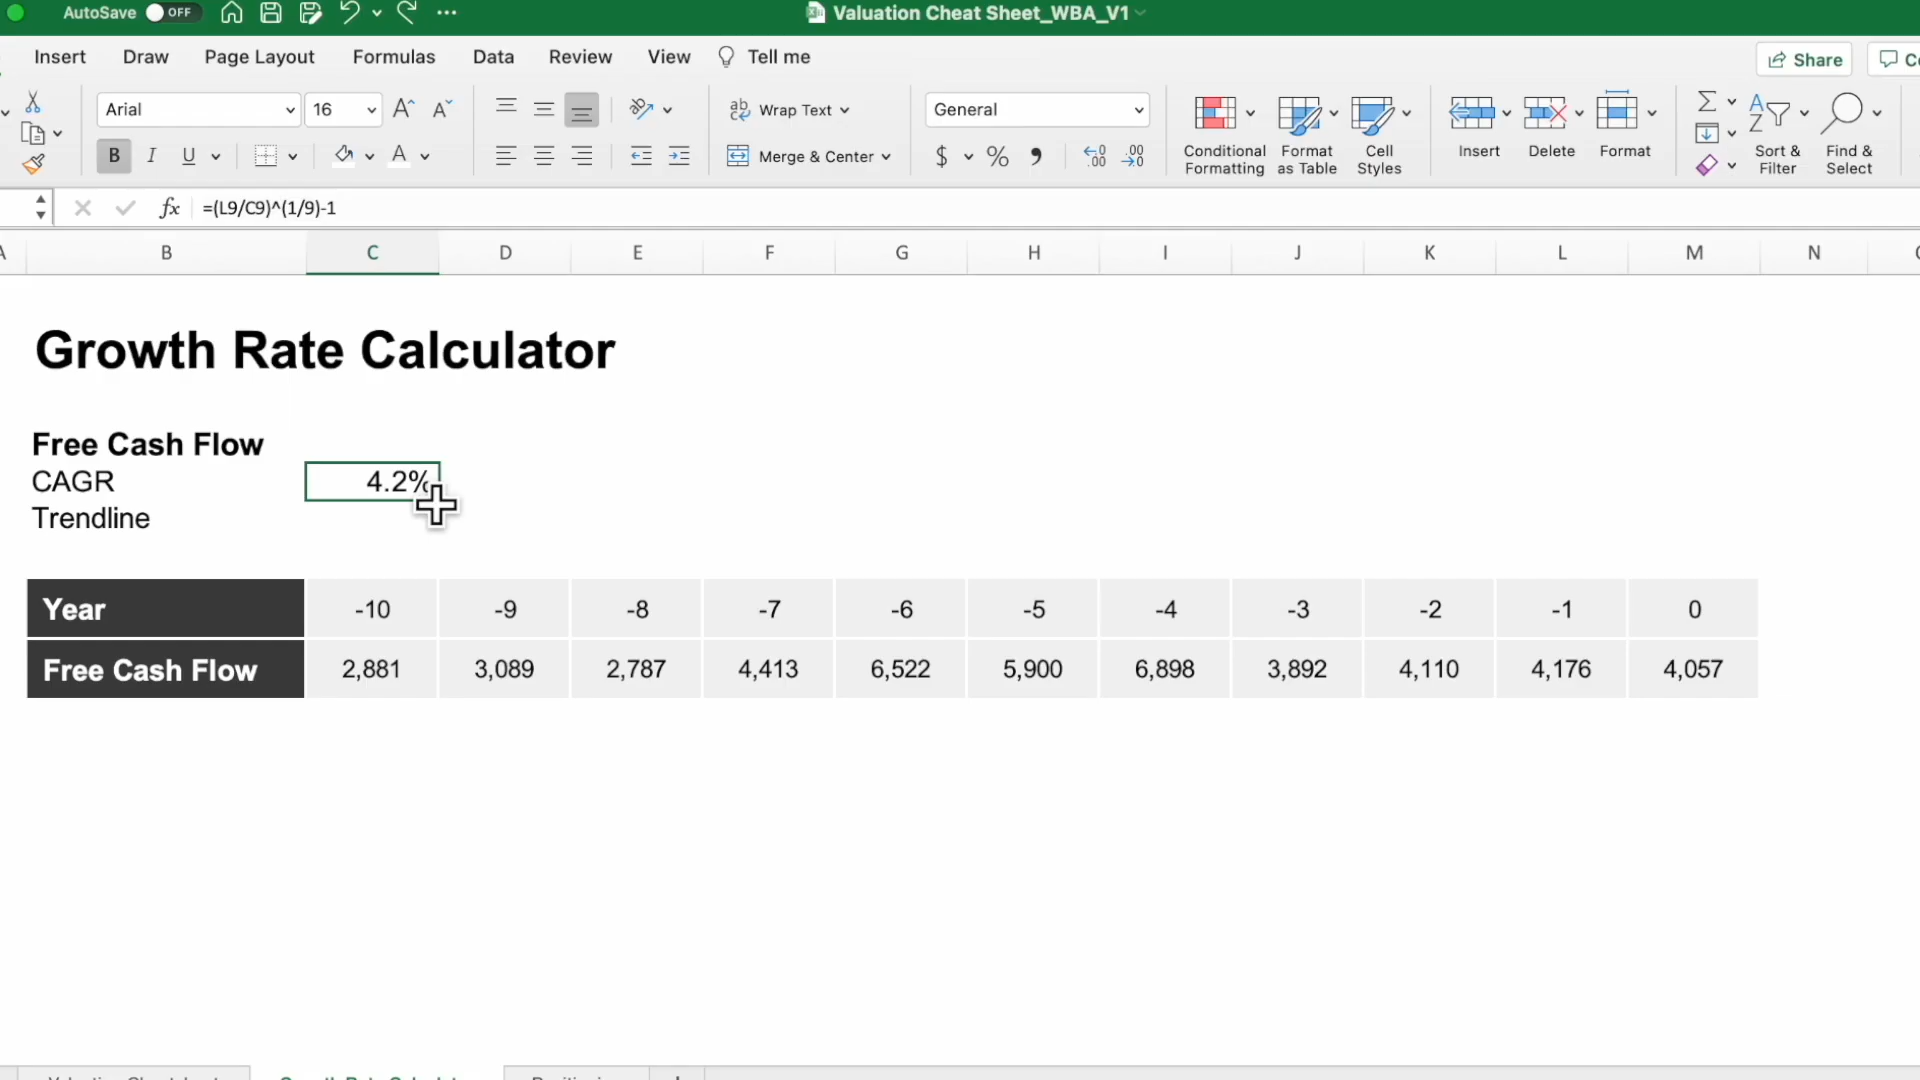 AutoSave OFF Valuation Cheat Sheet_WBA_V1
Insert Draw Page Layout Formulas Data Review View Tell me Share
Arial 16 Wrap Text General
B I U Merge & Center $ % Conditional Formatting Format as Table Cell Styles Insert Delete Format Sort & Filter Find & Select
fx =(L9/C9)^(1/9)-1
A B C D E F G H I J K L M N
Growth Rate Calculator
Free Cash Flow
CAGR 4.2%
Trendline
Year -10 -9 -8 -7 -6 -5 -4 -3 -2 -1 0
Free Cash Flow 2,881 3,089 2,787 4,413 6,522 5,900 6,898 3,892 4,110 4,176 4,057